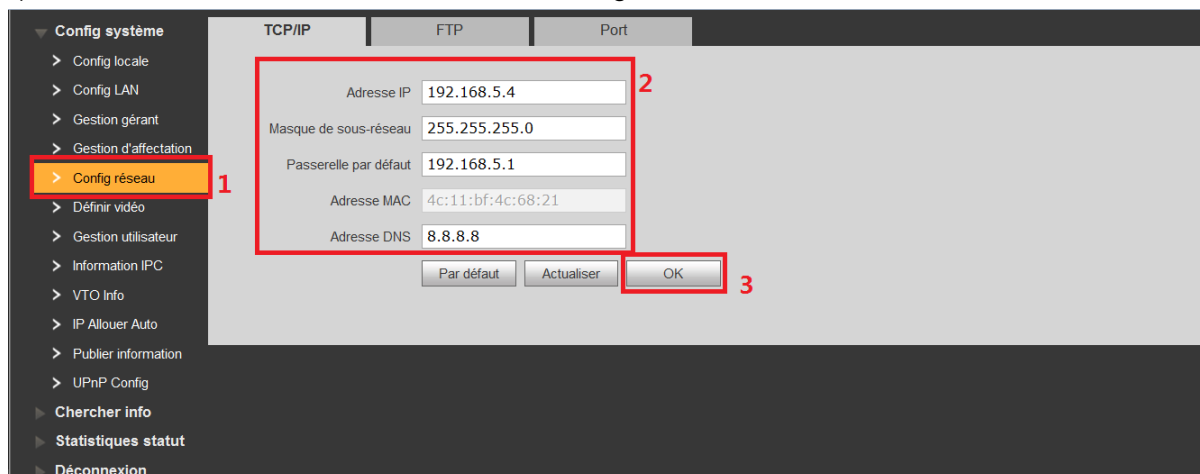 Config système
Config locale
Config LAN
Gestion gérant
Gestion d'affectation
Config réseau
1
Définir vidéo
Gestion utilisateur
Information IPC
VTO Info
IP Allouer Auto
Publier information
UPnP Config
Chercher info
Statistiques statut
Déconnexion
TCP/IP FTP Port
2
Adresse IP 192.168.5.4
Masque de sous-réseau 255.255.255.0
Passerelle par défaut 192.168.5.1
Adresse MAC 4c:11:bf:4c:68:21
Adresse DNS 8.8.8.8
Par défaut Actualiser OK
3